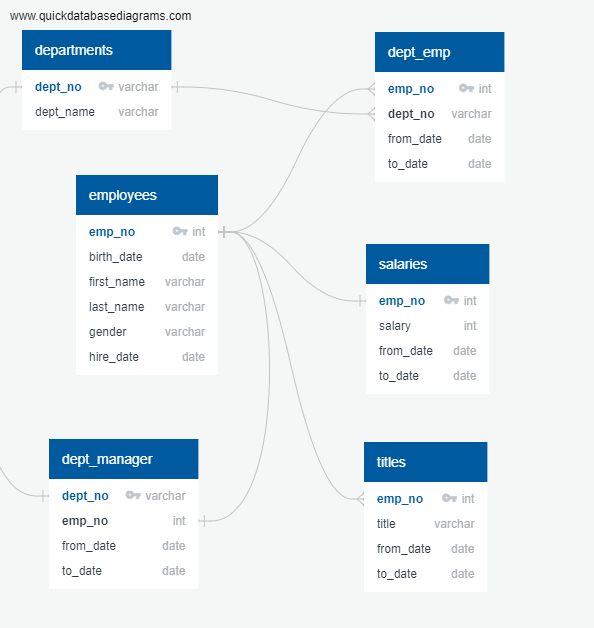 www.quickdatabasediagrams.com
departments
dept_no varchar
dept_name varchar
dept_emp
emp_no int
dept_no varchar
from_date date
to_date date
employees
emp_no int
birth_date date
first_name varchar
last_name varchar
gender varchar
hire_date date
salaries
emp_no int
salary int
from_date date
to_date date
dept_manager
dept_no varchar
emp_no int
from_date date
to_date date
titles
emp_no int
title varchar
from_date date
to_date date